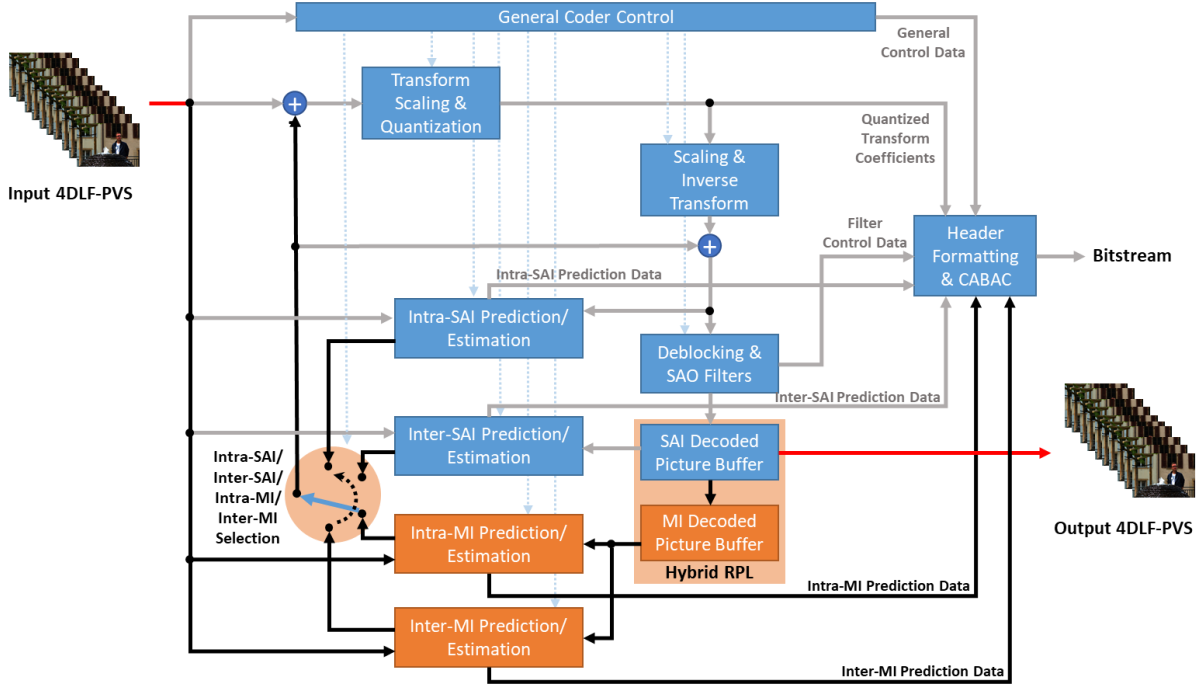 General Coder Control
General
Control Data
Transform
Scaling &
Quantization
Quantized
Transform
Coefficients
Input 4DLF-PVS
Scaling &
Inverse
Transform
Filter
Control Data
Header
Formatting
& CABAC
Bitstream
Intra-SAI Prediction Data
Intra-SAI Prediction/
Estimation
Deblocking &
SAO Filters
Inter-SAI Prediction Data
Inter-SAI Prediction/
Estimation
SAI Decoded
Picture Buffer
Intra-SAI/
Inter-SAI/
Intra-MI/
Inter-MI
Selection
Intra-MI Prediction/
Estimation
MI Decoded
Picture Buffer
Hybrid RPL
Output 4DLF-PVS
Intra-MI Prediction Data
Inter-MI Prediction/
Estimation
Inter-MI Prediction Data